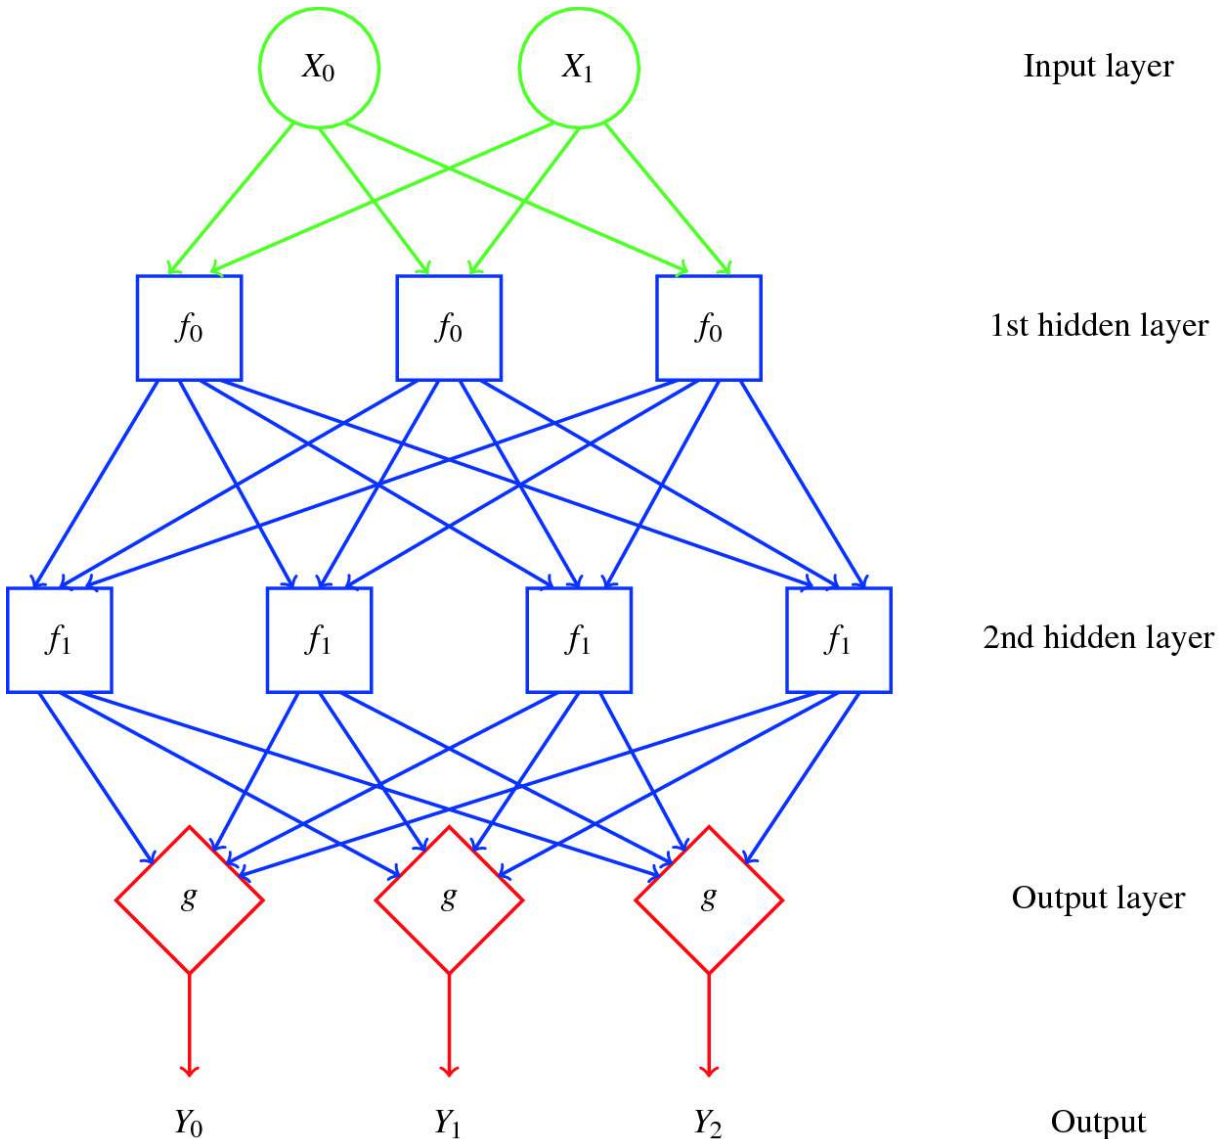 X₀ X₁ Input layer
f₀ f₀ f₀ 1st hidden layer
f₁ f₁ f₁ f₁ 2nd hidden layer
g g g Output layer
Y₀ Y₁ Y₂ Output